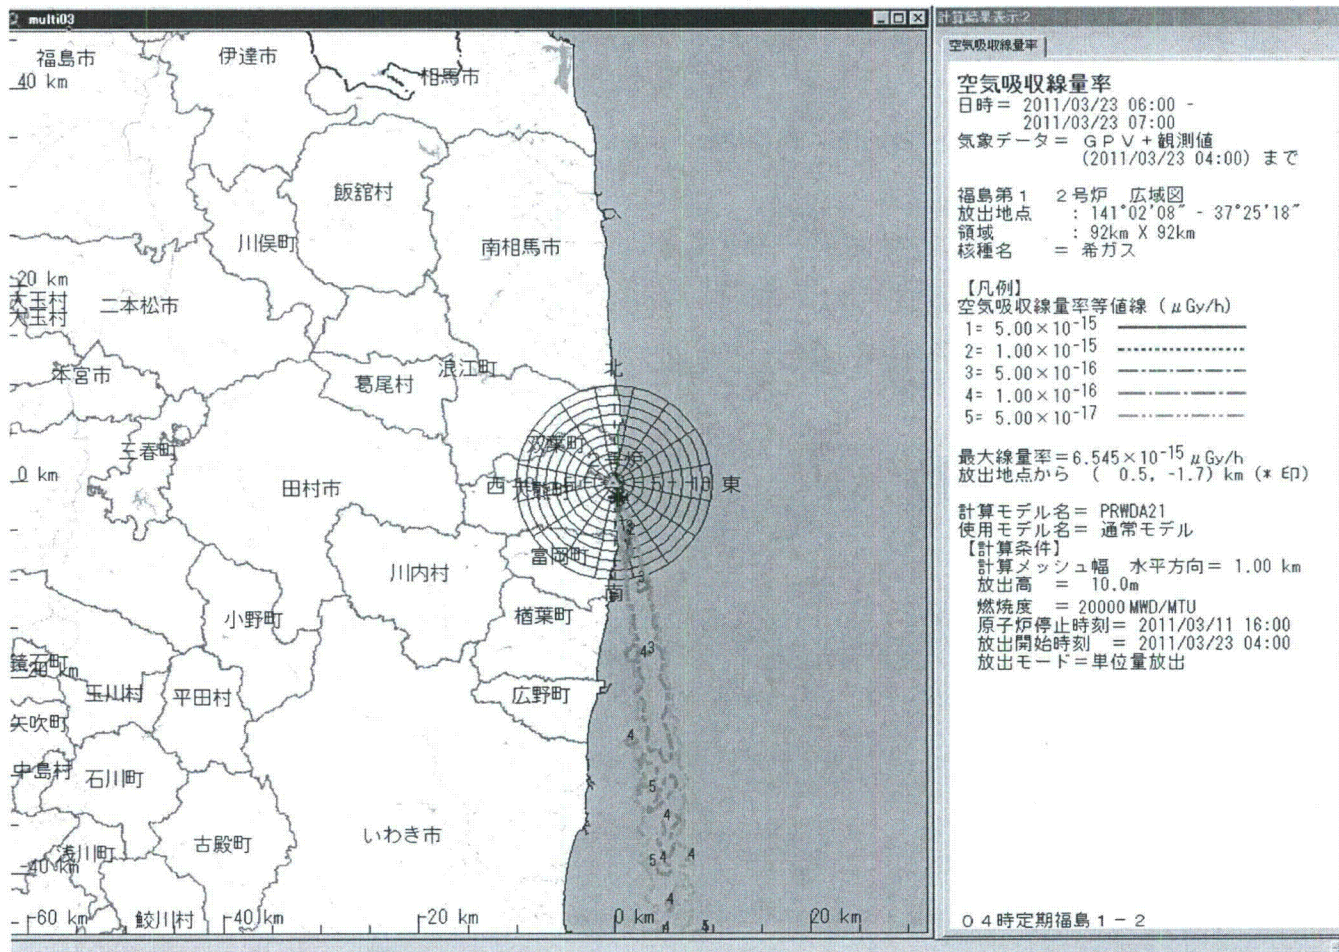 multi03
福島市
伊達市
相馬市
40 km
飯舘村
川俣町
南相馬市
20 km
大玉村
大玉村
二本松市
本宮市
葛尾村
浪江町
北
三春町
双葉町
0 km
田村市
西
東
富岡町
川内村
南
小野町
楢葉町
鏡石町
玉川村
平田村
広野町
矢吹町
中島村
石川町
いわき市
古殿町
浅川町
-40 km
鮫川村
-60 km
-40 km
-20 km
0 km
20 km
計算結果表示2
空気吸収線量率
空気吸収線量率
日時= 2011/03/23 06:00 -
2011/03/23 07:00
気象データ= GPV+観測値
(2011/03/23 04:00) まで
福島第1 2号炉 広域図
放出地点 : 141°02'08" - 37°25'18"
領域 : 92km X 92km
核種名 = 希ガス
【凡例】
空気吸収線量率等値線 (μGy/h)
1= 5.00×10⁻¹⁵
2= 1.00×10⁻¹⁵
3= 5.00×10⁻¹⁶
4= 1.00×10⁻¹⁶
5= 5.00×10⁻¹⁷
最大線量率=6.545×10⁻¹⁵μGy/h
放出地点から ( 0.5, -1.7) km (* 印)
計算モデル名= PRWDA21
使用モデル名= 通常モデル
【計算条件】
計算メッシュ幅 水平方向= 1.00 km
放出高 = 10.0m
燃焼度 = 20000MWD/MTU
原子炉停止時刻= 2011/03/11 16:00
放出開始時刻 = 2011/03/23 04:00
放出モード=単位量放出
04時定期福島1-2